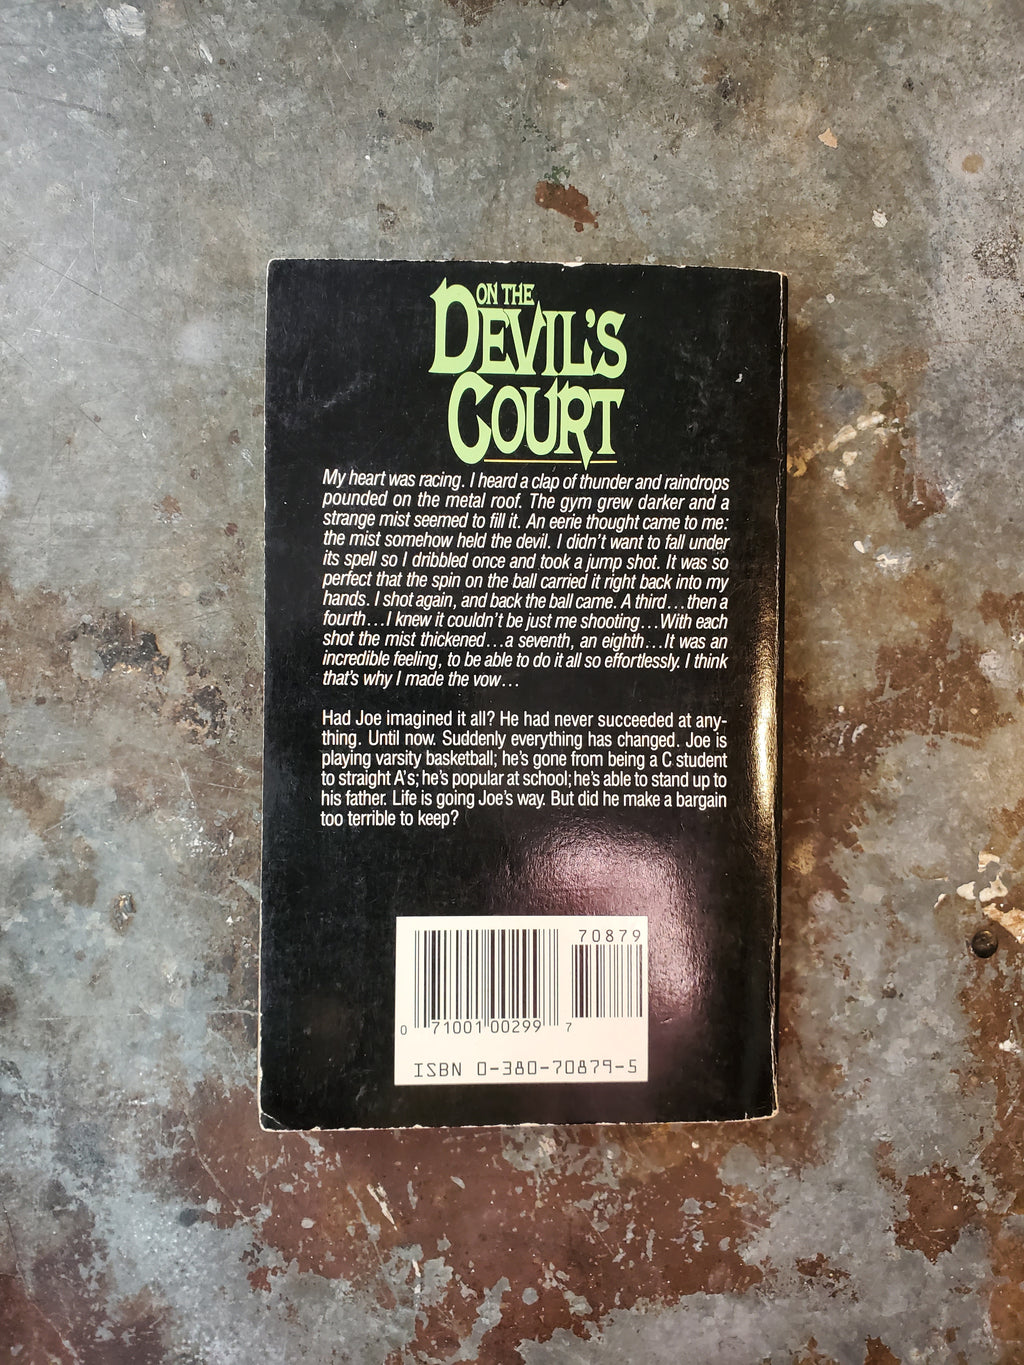 ON THE
DEVIL'S
COURT
My heart was racing. I heard a clap of thunder and raindrops
pounded on the metal roof. The gym grew darker and a
strange mist seemed to fill it. An eerie thought came to me:
the mist somehow held the devil. I didn't want to fall under
its spell so I dribbled once and took a jump shot. It was so
perfect that the spin on the ball carried it right back into my
hands. I shot again, and back the ball came. A third...then a
fourth...I knew it couldn't be just me shooting...With each
shot the mist thickened...a seventh, an eighth...It was an
incredible feeling, to be able to do it all so effortlessly. I think
that's why I made the vow...
Had Joe imagined it all? He had never succeeded at any-
thing. Until now. Suddenly everything has changed. Joe is
playing varsity basketball; he's gone from being a C student
to straight A's; he's popular at school; he's able to stand up to
his father. Life is going Joe's way. But did he make a bargain
too terrible to keep?
70879
0 71001 00299 7
ISBN 0-380-70879-5